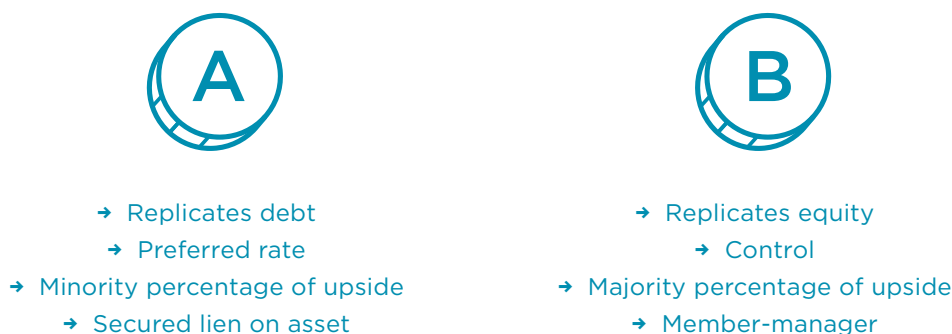 A
→ Replicates debt
→ Preferred rate
→ Minority percentage of upside
→ Secured lien on asset
B
→ Replicates equity
→ Control
→ Majority percentage of upside
→ Member-manager